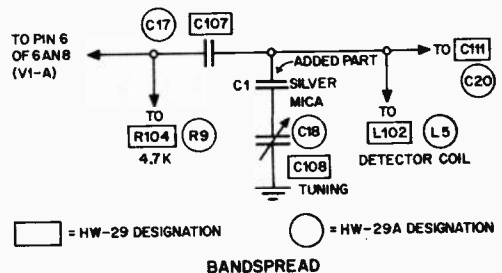 TO PIN 6
OF 6AN8
(V1-A)
C17
C107
ADDED PART
C1
SILVER
MICA
TO C111
C20
TO
R104
R9
4.7K
C18
C108
TUNING
TO
L102
L5
DETECTOR COIL
= HW-29 DESIGNATION
= HW-29A DESIGNATION
BANDSPREAD